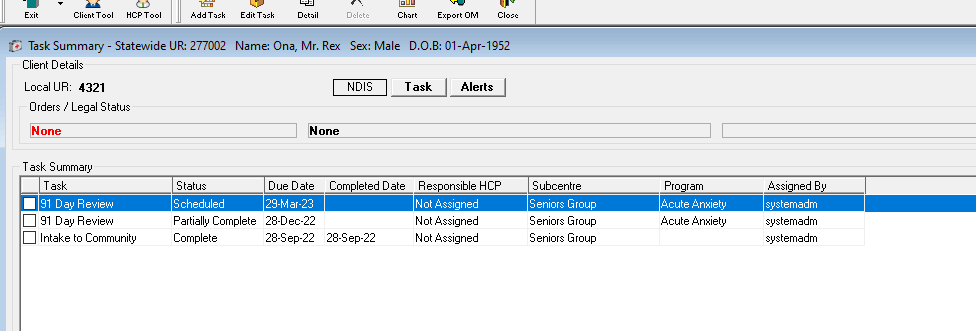 Exit Client Tool HCP Tool Add Task Edit Task Detail Delete Chart Export OM Close
Task Summary - Statewide UR: 277002 Name: Ona, Mr. Rex Sex: Male D.O.B: 01-Apr-1952
Client Details
Local UR: 4321 NDIS Task Alerts
Orders / Legal Status
None None
Task Summary
Task Status Due Date Completed Date Responsible HCP Subcentre Program Assigned By
91 Day Review Scheduled 29-Mar-23 Not Assigned Seniors Group Acute Anxiety systemadm
91 Day Review Partially Complete 28-Dec-22 Not Assigned Seniors Group Acute Anxiety systemadm
Intake to Community Complete 28-Sep-22 28-Sep-22 Not Assigned Seniors Group systemadm